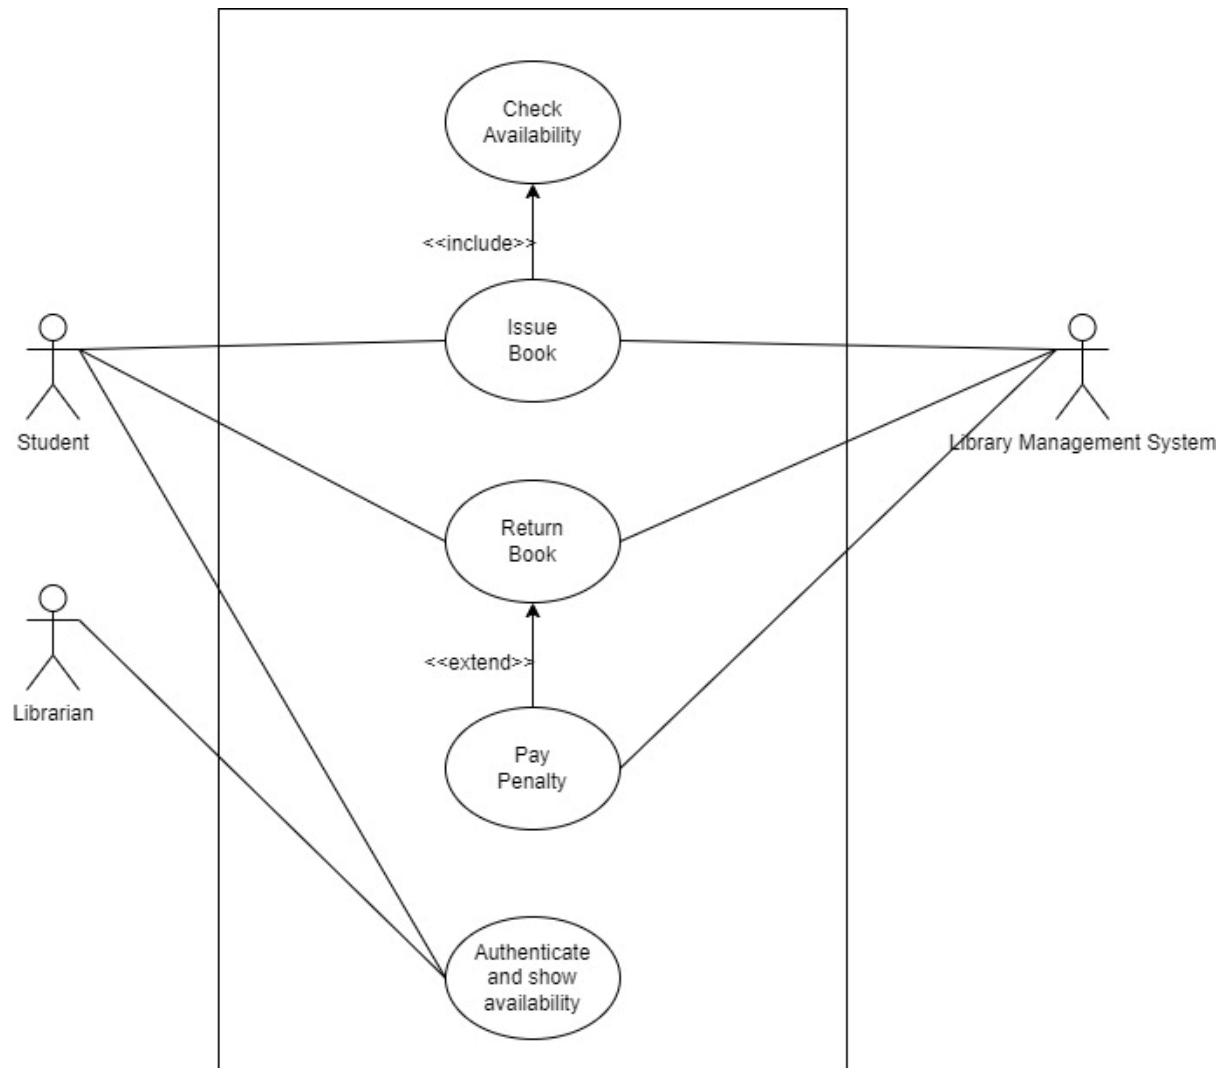 Check
Availability
<<include>>
Issue
Book
Student
Library Management System
Return
Book
<<extend>>
Librarian
Pay
Penalty
Authenticate
and show
availability